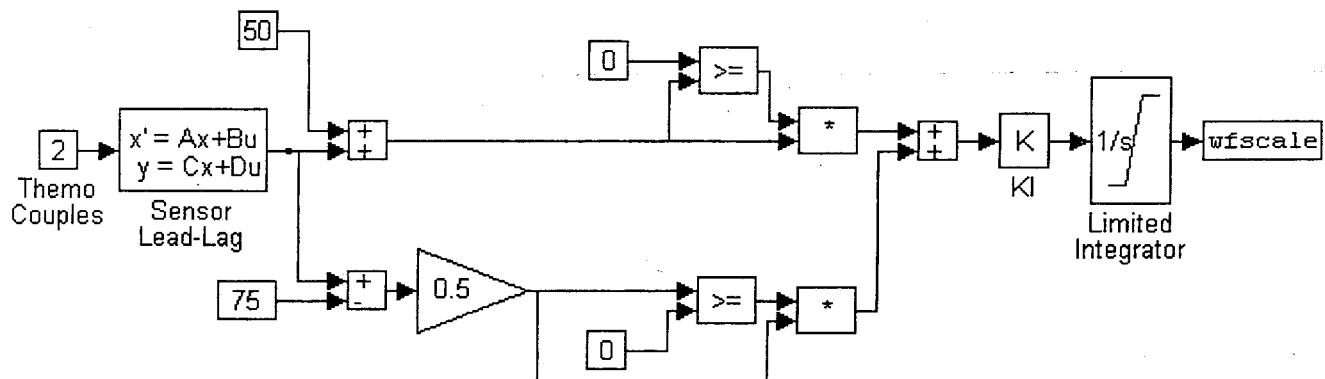 50
0
>=
x' = Ax+Bu
y = Cx+Du
+
+
*
+
+
K
1/s
wfscale
2
Themo
Couples
Sensor
Lead-Lag
KI
Limited
Integrator
75
+
-
0.5
>=
*
0